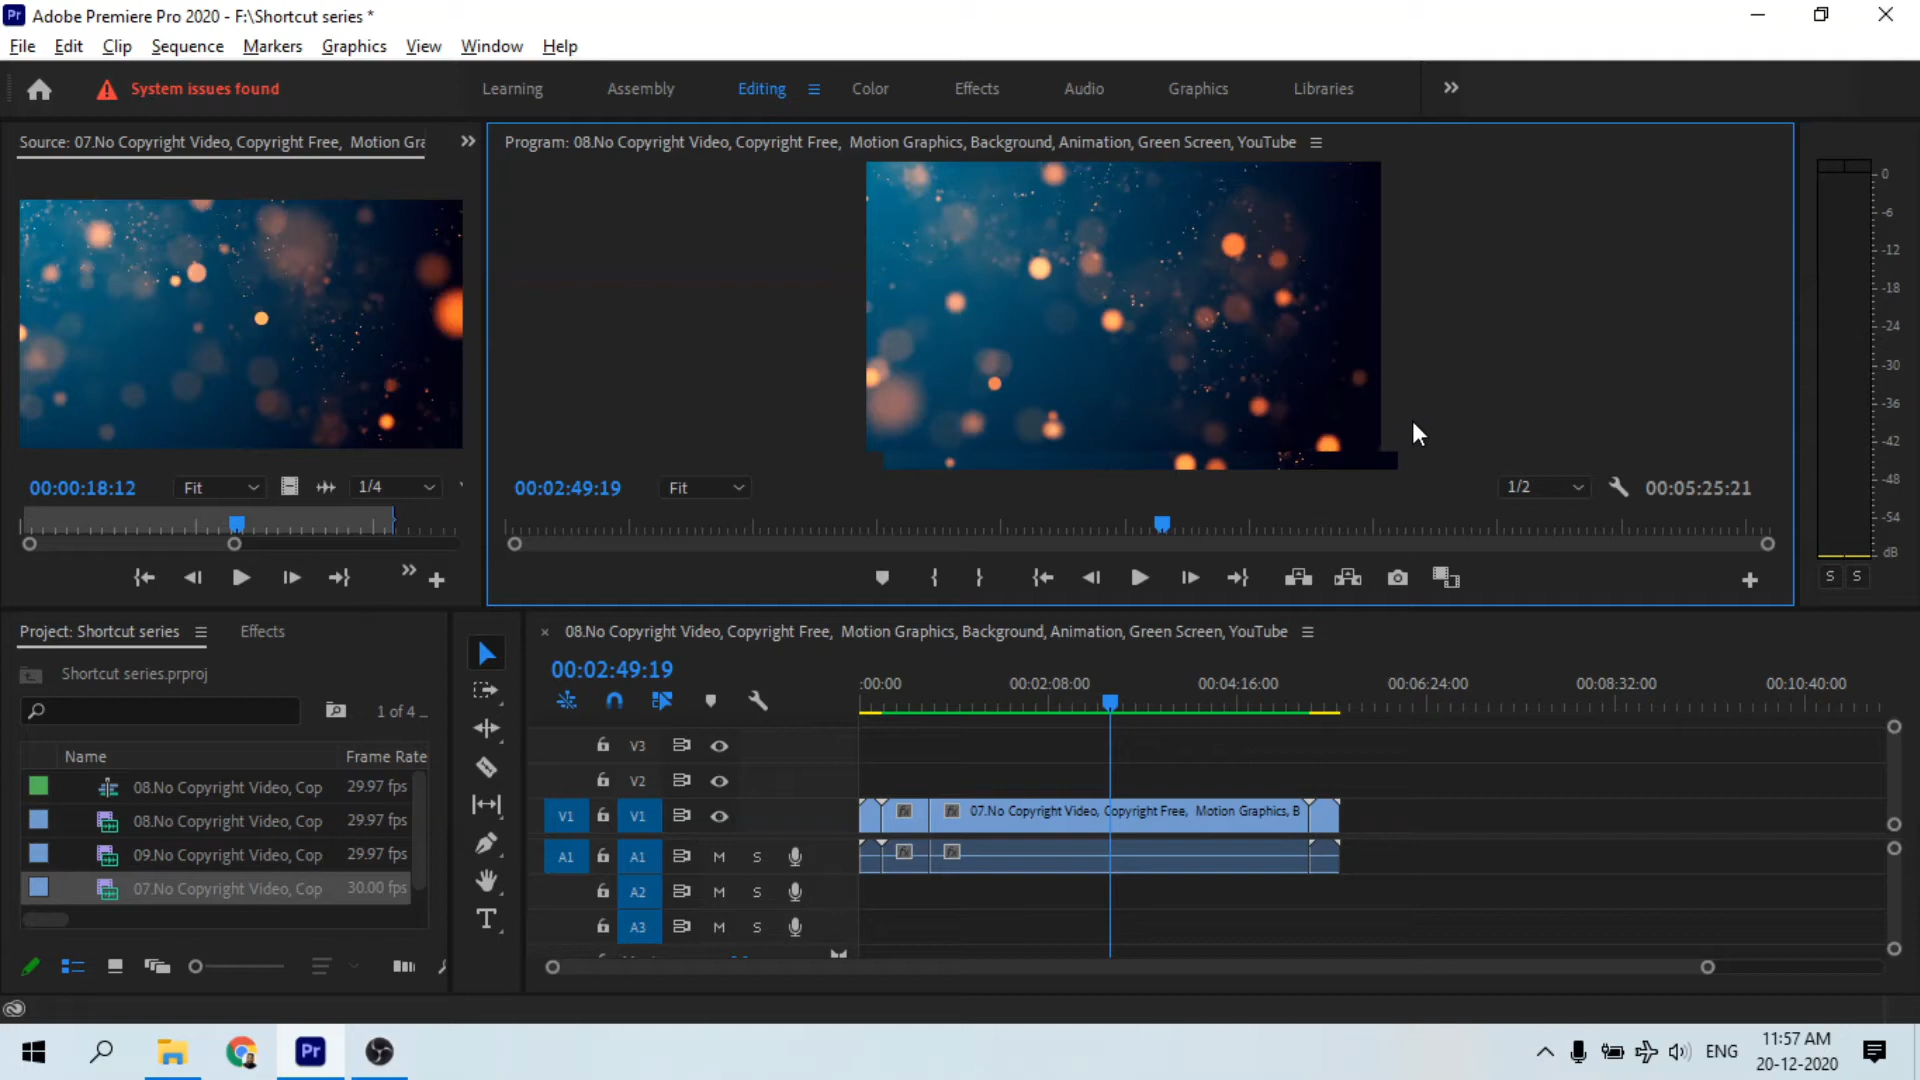 Pr Adobe Premiere Pro 2020 - F:\Shortcut series *
File Edit Clip Sequence Markers Graphics View Window Help
System issues found Learning Assembly Editing Color Effects Audio Graphics Libraries
Source: 07.No Copyright Video, Copyright Free, Motion Gra
Program: 08.No Copyright Video, Copyright Free, Motion Graphics, Background, Animation, Green Screen, YouTube
0
-6
-12
-18
-24
-30
-36
-42
-48
-54
dB
S S
00:00:18:12 Fit 1/4
00:02:49:19 Fit 1/2 00:05:25:21
Project: Shortcut series Effects
Shortcut series.prproj
1 of 4 ...
Name Frame Rate
08.No Copyright Video, Cop 29.97 fps
08.No Copyright Video, Cop 29.97 fps
09.No Copyright Video, Cop 29.97 fps
07.No Copyright Video, Cop 30.00 fps
T
× 08.No Copyright Video, Copyright Free, Motion Graphics, Background, Animation, Green Screen, YouTube
00:02:49:19
:00:00 00:02:08:00 00:04:16:00 00:06:24:00 00:08:32:00 00:10:40:00
V3
V2
V1 V1 fx fx 07.No Copyright Video, Copyright Free, Motion Graphics, B
A1 A1 M S fx fx
A2 M S
A3 M S
Pr
ENG
11:57 AM
20-12-2020